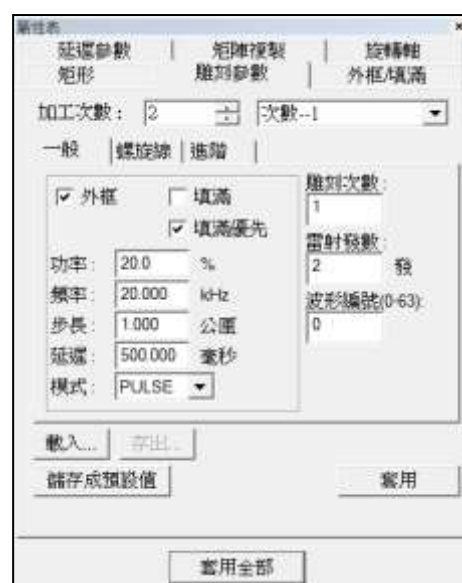 屬性表
延遲參數 矩陣複製 旋轉軸
矩形 雕刻參數 外框/填滿
加工次數： 2 次數--1
一般 螺旋線 進階
外框 填滿
填滿優先
功率： 20.0 %
頻率： 20.000 kHz
步長： 1.000 公厘
延遲： 500.000 毫秒
模式： PULSE
雕刻次數：
1
雷射發數：
2 發
波形編號(0-63):
0
載入... 存出...
儲存成預設值 套用
套用全部